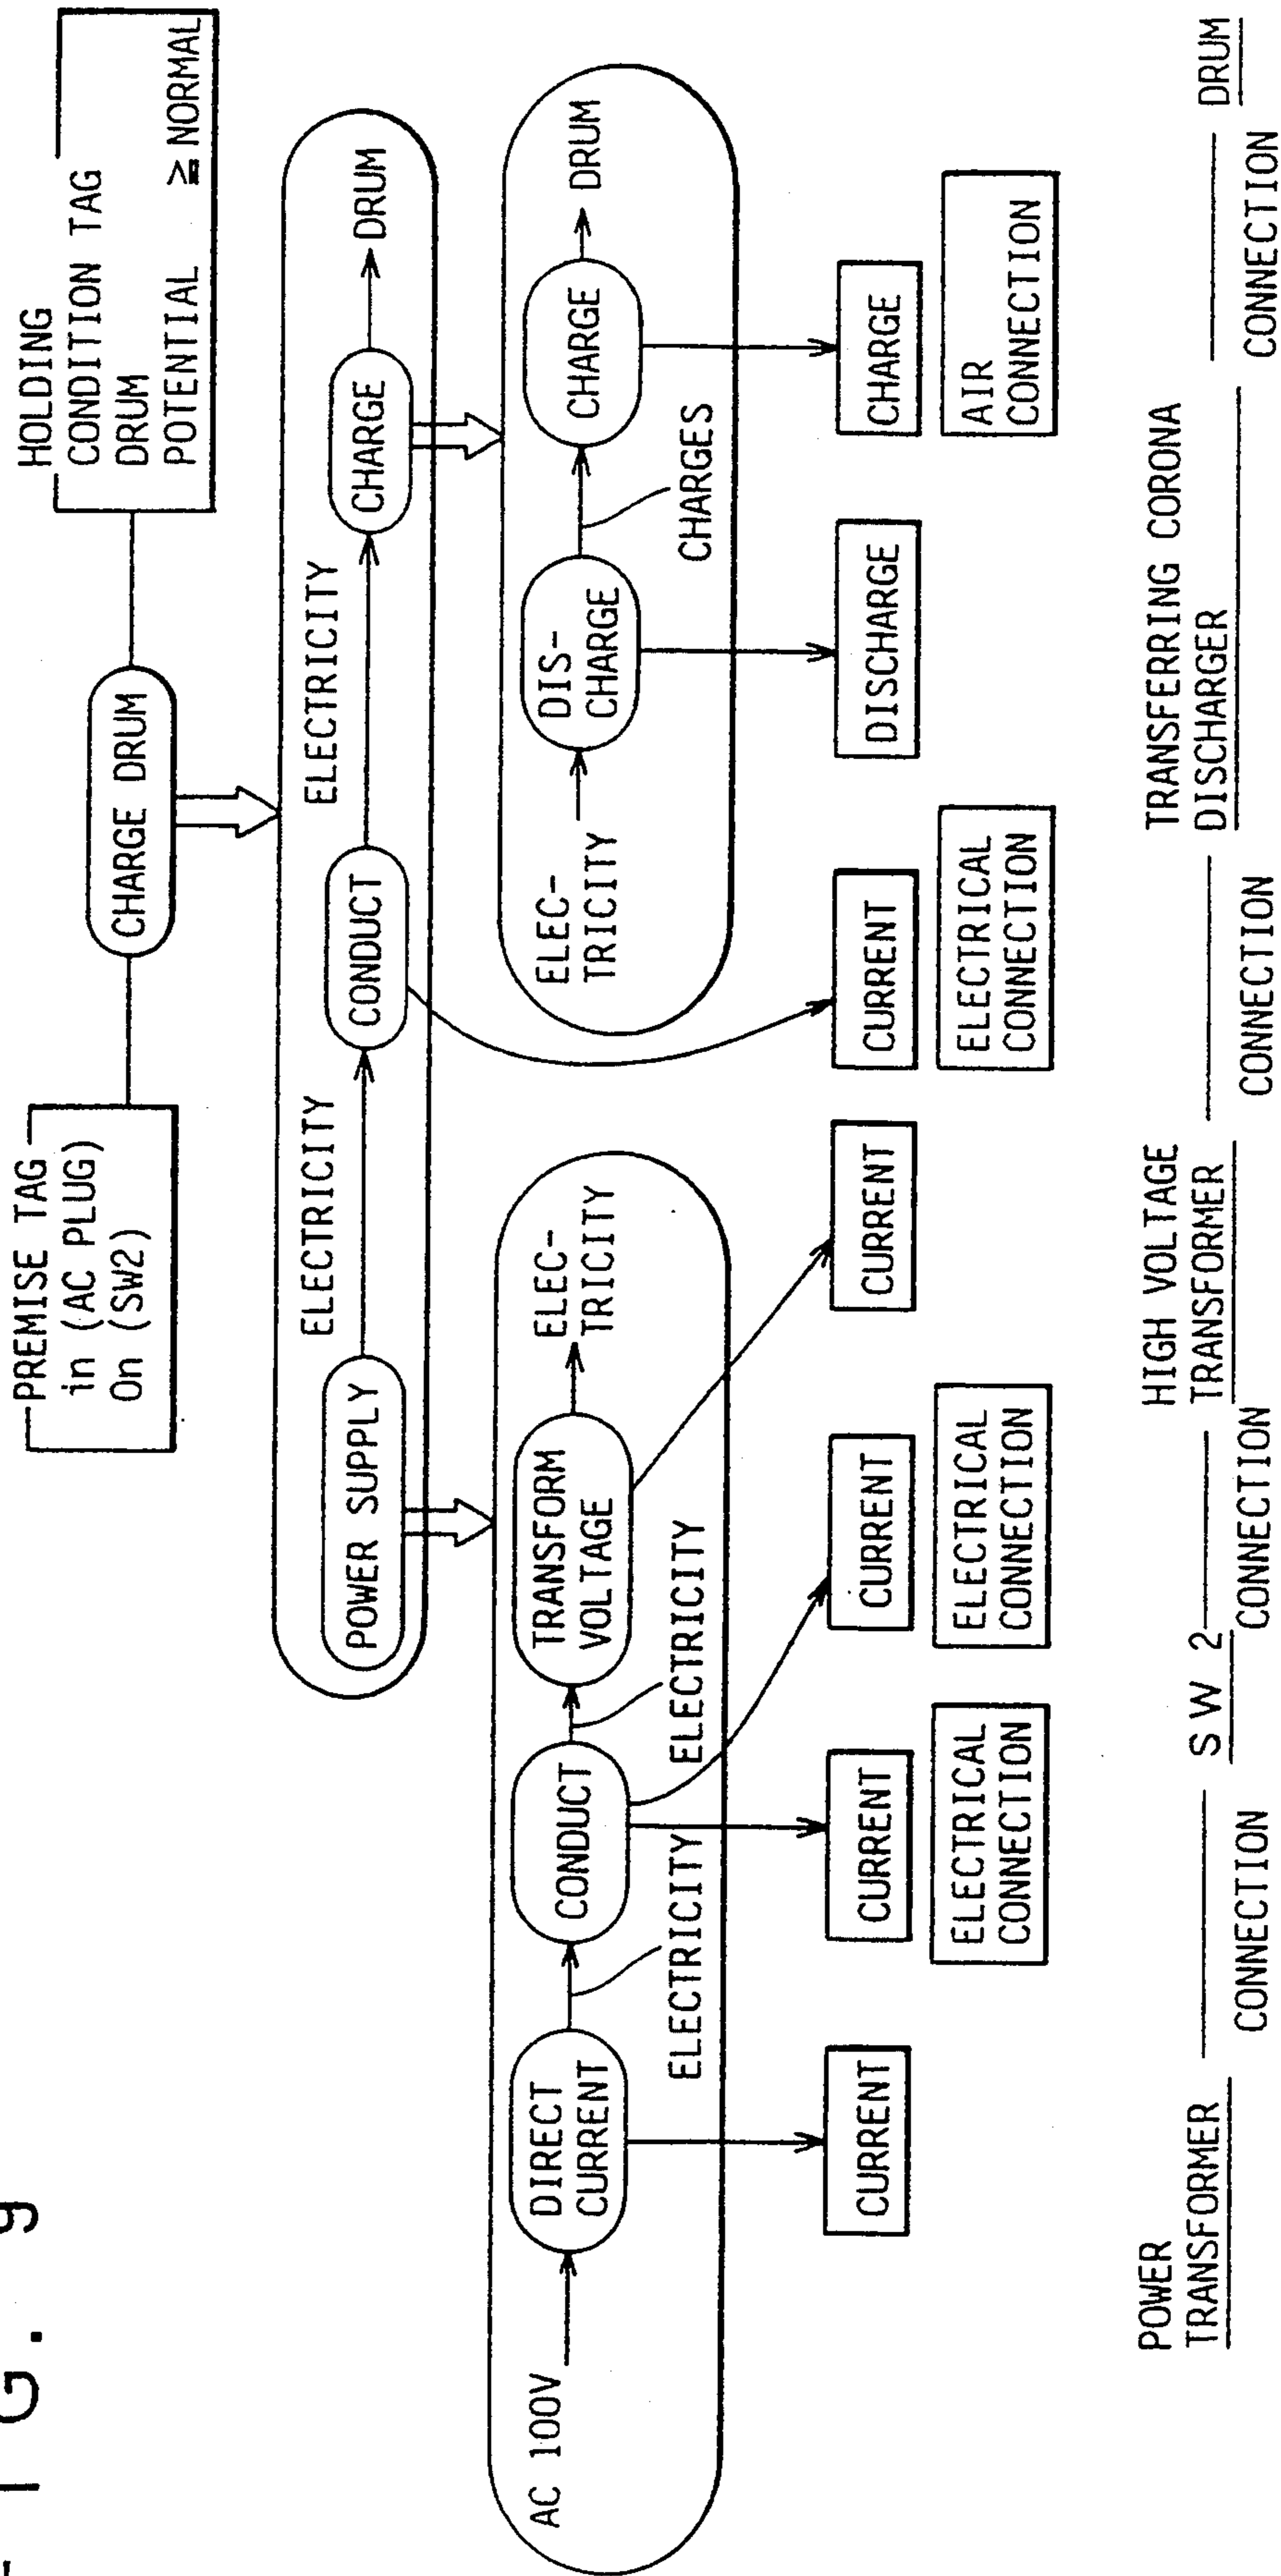 FIG. 9
PREMISE TAG
in (AC PLUG)
On (SW2)
CHARGE DRUM
HOLDING
CONDITION TAG
DRUM
POTENTIAL ≧ NORMAL
POWER SUPPLY
ELECTRICITY
CONDUCT
ELECTRICITY
CHARGE
DRUM
AC 100V
DIRECT
CURRENT
ELECTRICITY
CONDUCT
ELECTRICITY
TRANSFORM
VOLTAGE
ELEC-
TRICITY
ELEC-
TRICITY
DIS-
CHARGE
CHARGES
CHARGE
DRUM
CURRENT
CURRENT
CURRENT
CURRENT
CURRENT
DISCHARGE
CHARGE
ELECTRICAL
CONNECTION
ELECTRICAL
CONNECTION
ELECTRICAL
CONNECTION
AIR
CONNECTION
POWER
TRANSFORMER
CONNECTION
SW 2
CONNECTION
HIGH VOLTAGE
TRANSFORMER
CONNECTION
TRANSFERRING CORONA
DISCHARGER
CONNECTION
DRUM